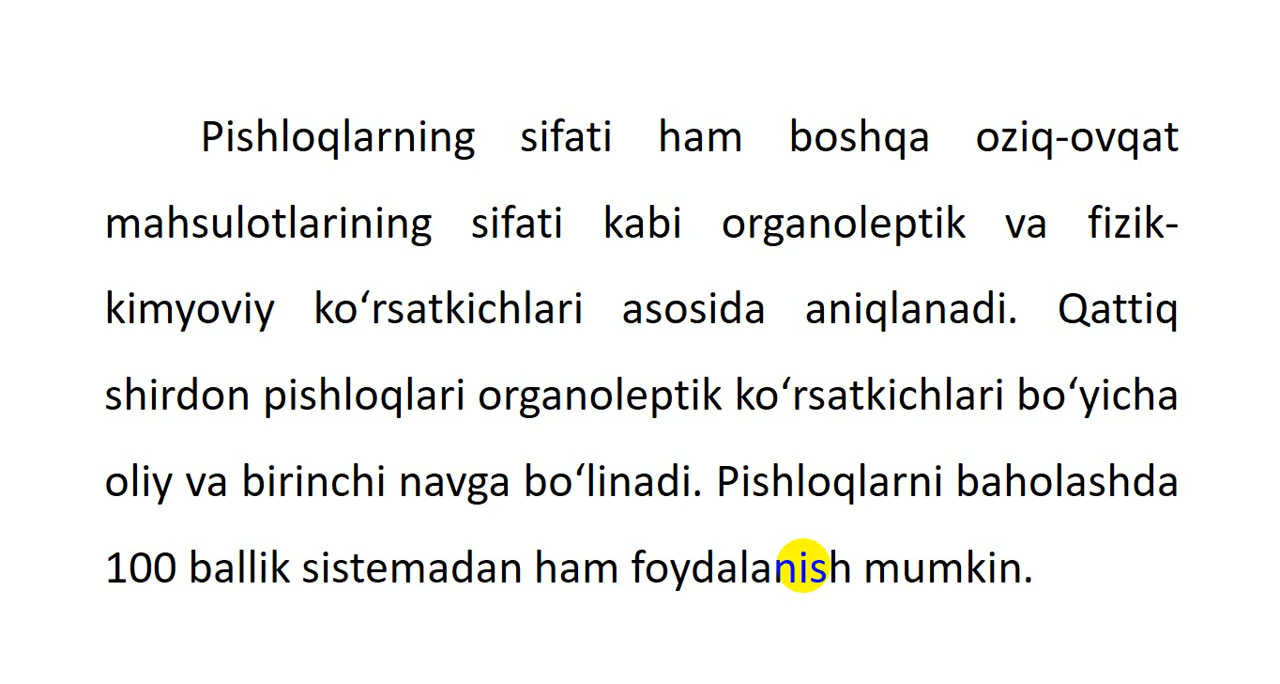 Pishloqlarning sifati ham boshqa oziq-ovqat
mahsulotlarining sifati kabi organoleptik va fizik-
kimyoviy ko‘rsatkichlari asosida aniqlanadi. Qattiq
shirdon pishloqlari organoleptik ko‘rsatkichlari bo‘yicha
oliy va birinchi navga bo‘linadi. Pishloqlarni baholashda
100 ballik sistemadan ham foydalanish mumkin.